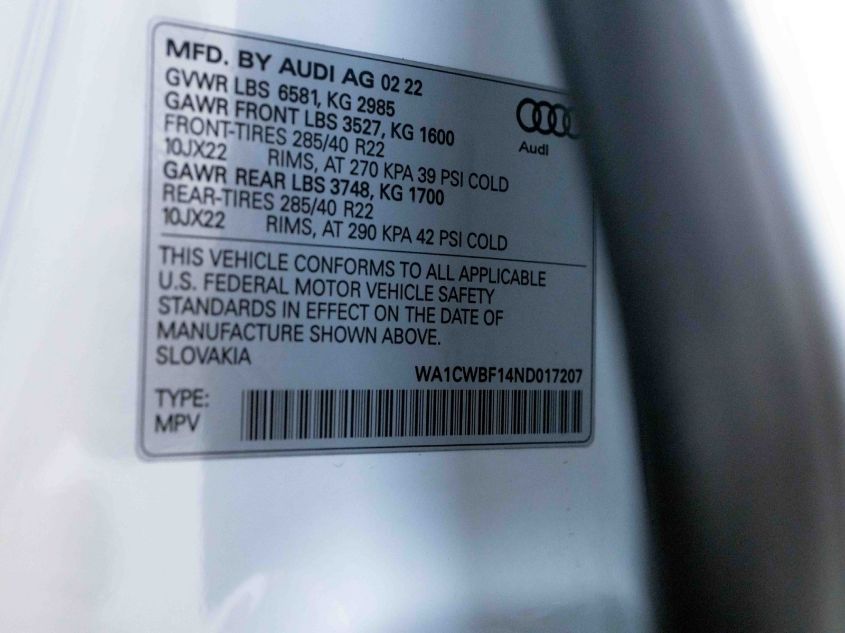 MFD. BY AUDI AG 02 22
GVWR LBS 6581, KG 2985
GAWR FRONT LBS 3527, KG 1600
FRONT-TIRES 285/40 R22
10JX22 RIMS, AT 270 KPA 39 PSI COLD
GAWR REAR LBS 3748, KG 1700
REAR-TIRES 285/40 R22
10JX22 RIMS, AT 290 KPA 42 PSI COLD
Audi
THIS VEHICLE CONFORMS TO ALL APPLICABLE
U.S. FEDERAL MOTOR VEHICLE SAFETY
STANDARDS IN EFFECT ON THE DATE OF
MANUFACTURE SHOWN ABOVE.
SLOVAKIA
WA1CWBF14ND017207
TYPE:
MPV